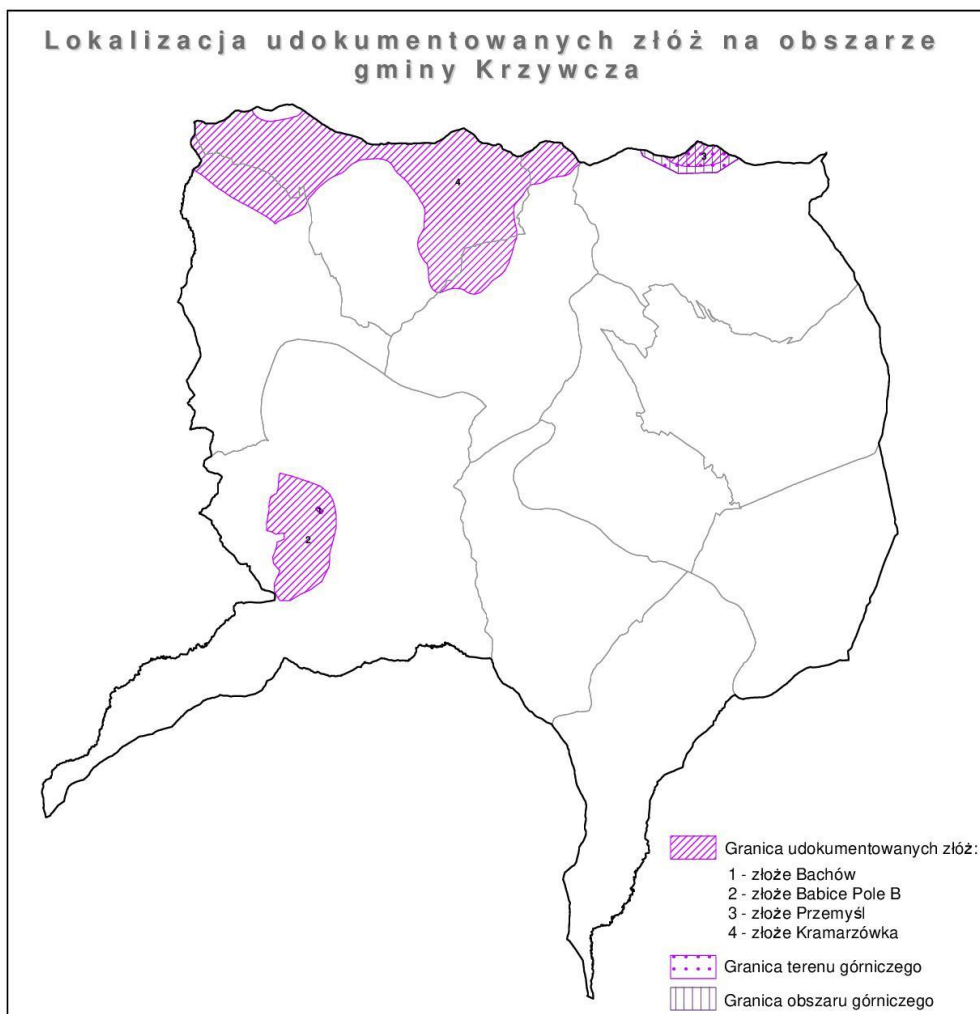 Lokalizacja udokumentowanych złóż na obszarze
gminy Krzywcza
4
3
2
Granica udokumentowanych złóż:
1 - złoże Bachów
2 - złoże Babice Pole B
3 - złoże Przemyśl
4 - złoże Kramarzówka
Granica terenu górniczego
Granica obszaru górniczego